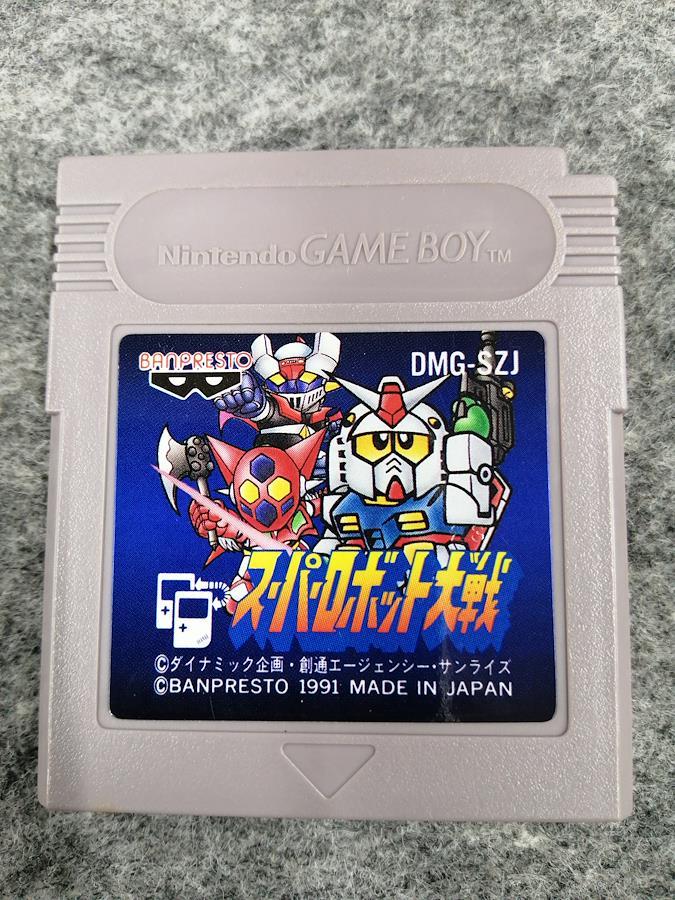 Nintendo GAME BOY TM
BANPRESTO
DMG-SZJ
スーパーロボット大戦
©ダイナミック企画・創通エージェンシー・サンライズ
©BANPRESTO 1991 MADE IN JAPAN